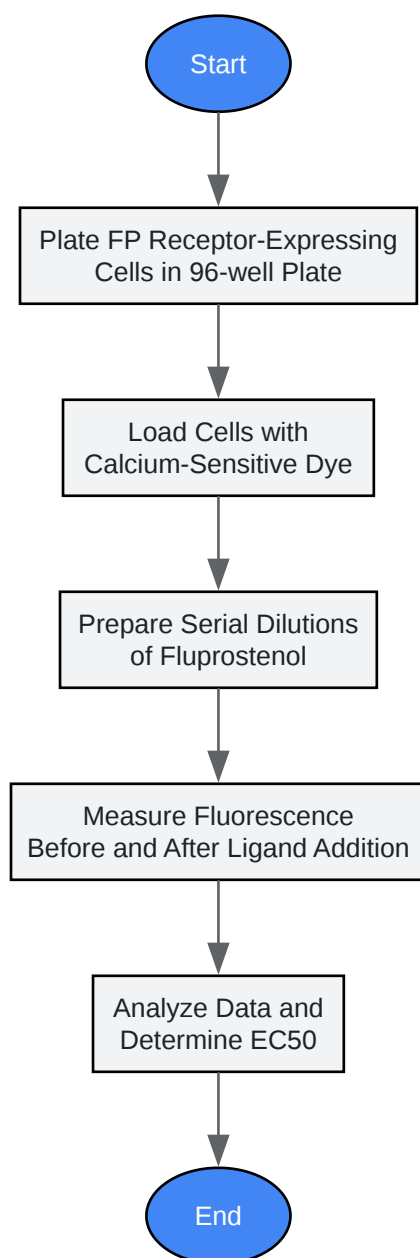 Start
Plate FP Receptor-Expressing
Cells in 96-well Plate
Load Cells with
Calcium-Sensitive Dye
Prepare Serial Dilutions
of Fluprostenol
Measure Fluorescence
Before and After Ligand Addition
Analyze Data and
Determine EC50
End